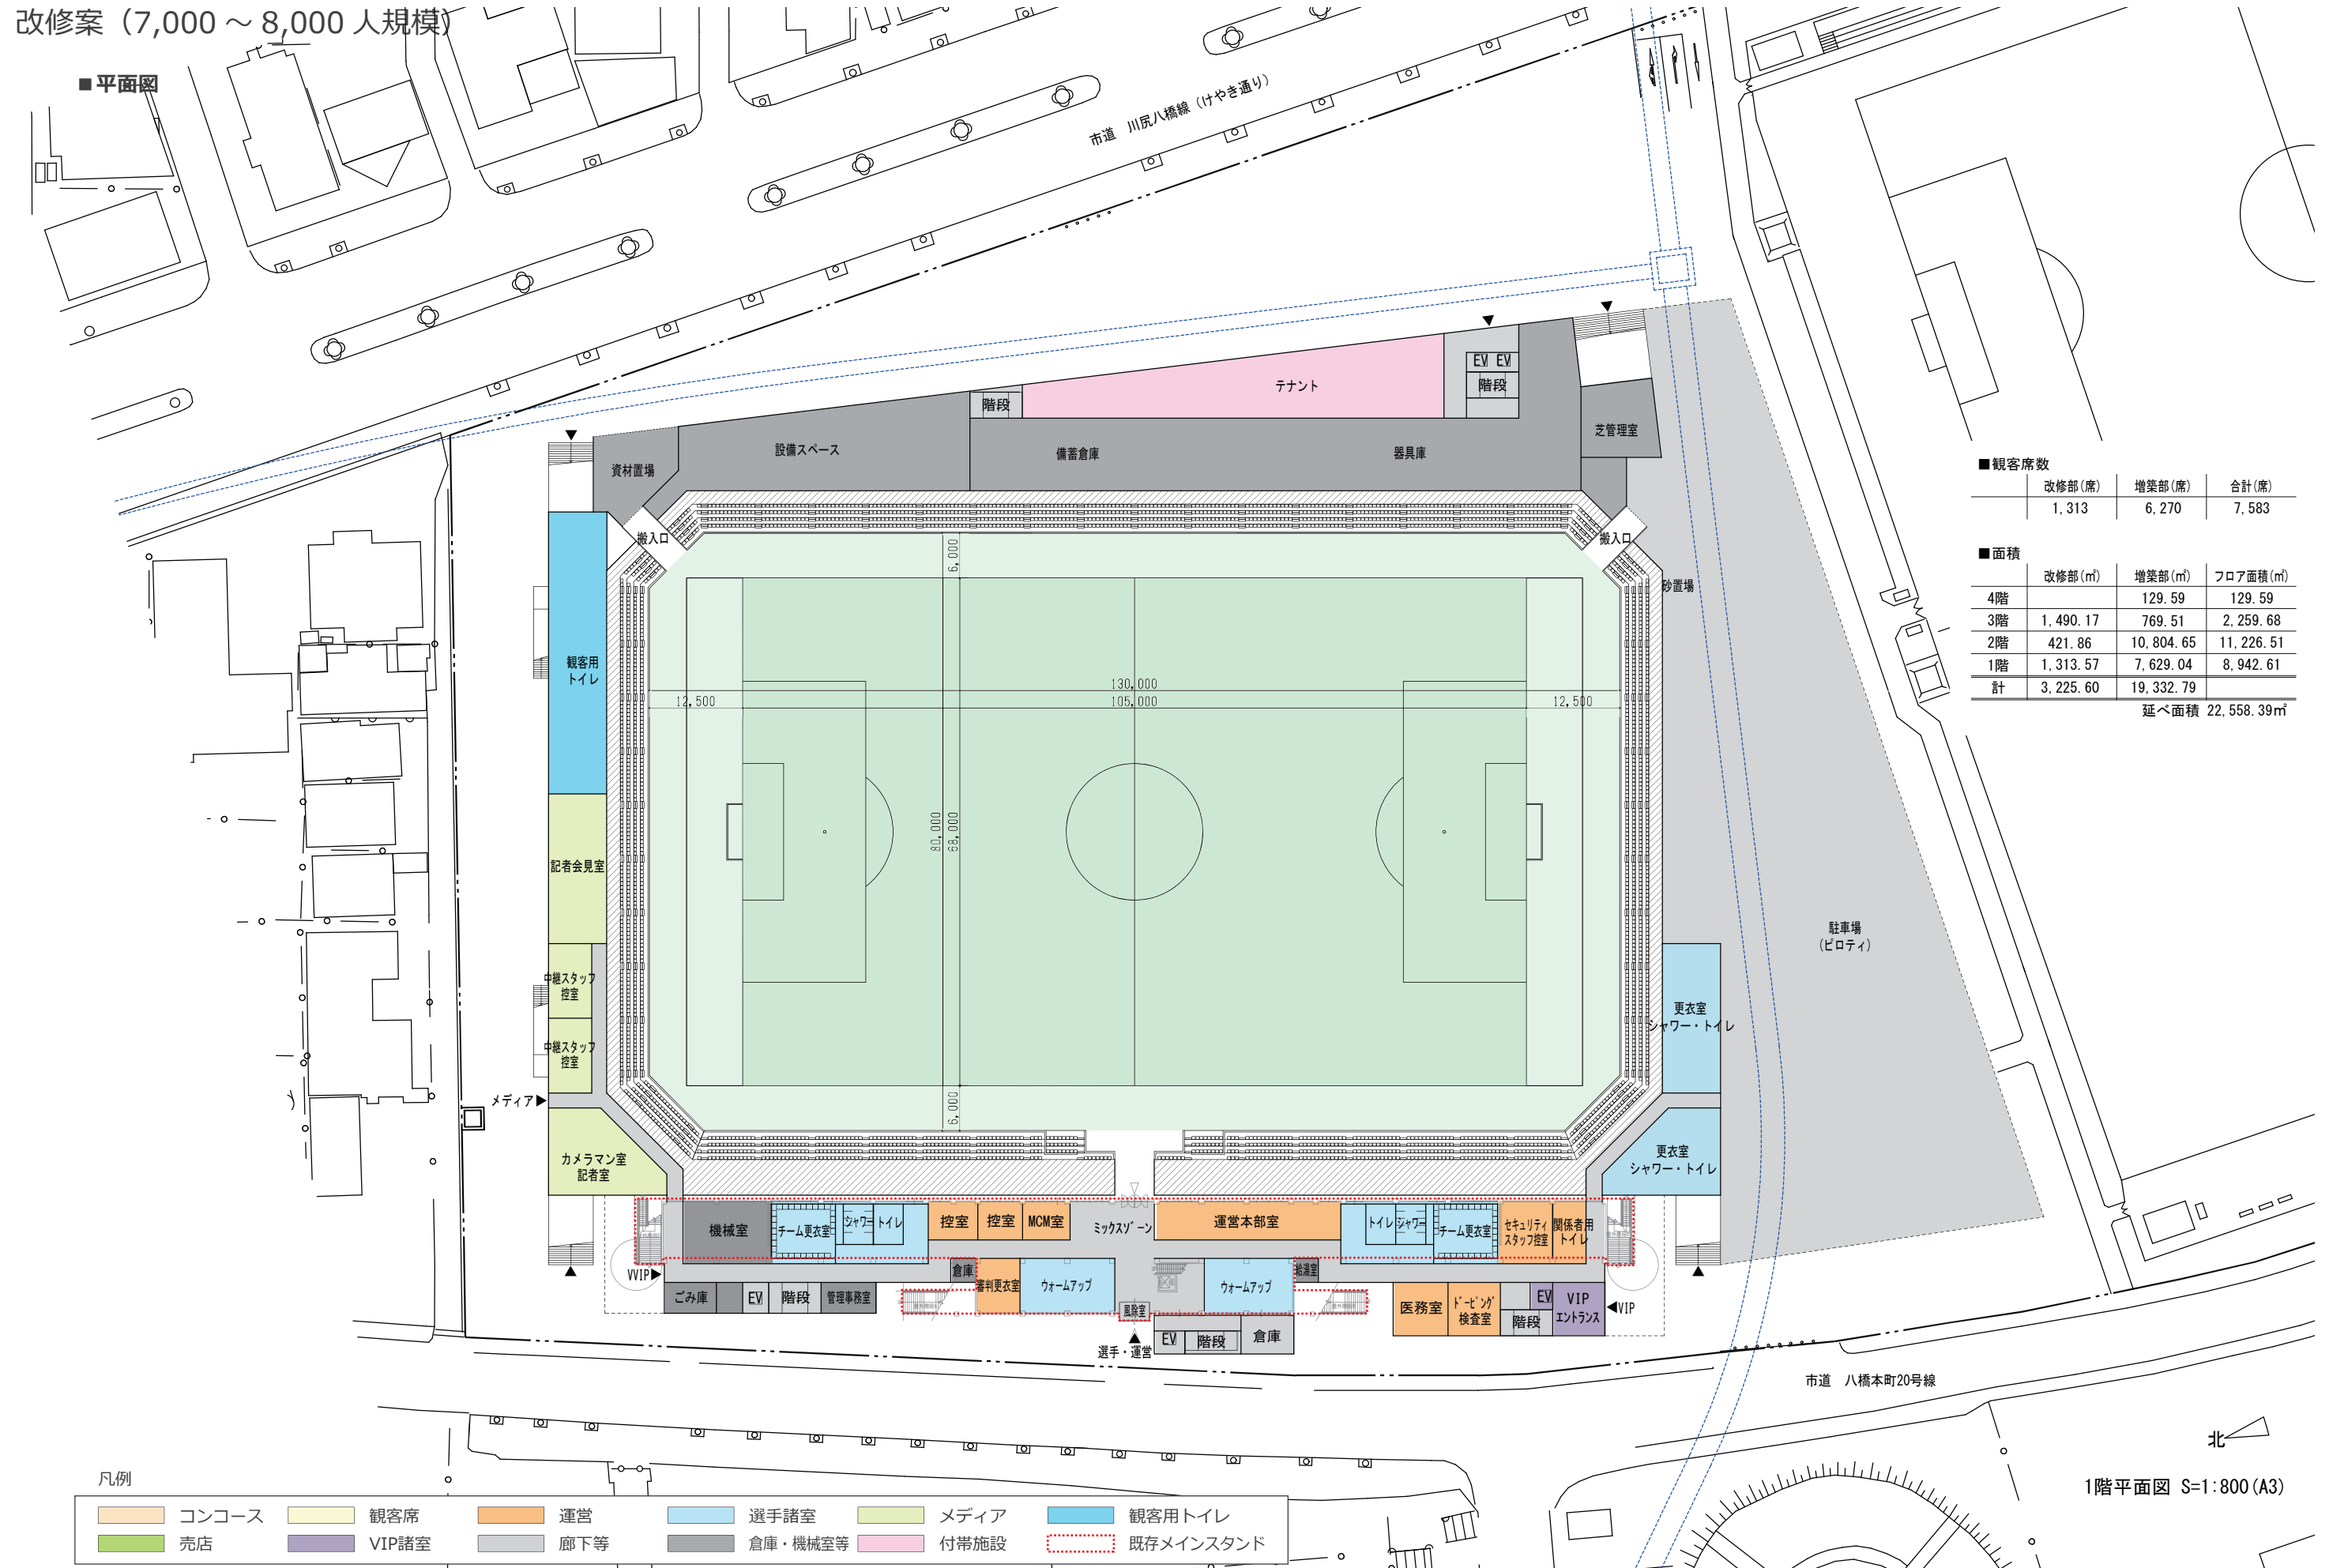 改修案（7,000 ～ 8,000 人規模）
■平面図
市道　川尻八橋線（けやき通り）
EV EV
階段
テナント
階段
芝管理室
設備スペース
備蓄倉庫
器具庫
資材置場
搬入口
搬入口
6,000
砂置場
観客用
トイレ
130,000
12,500
105,000
12,500
80,000
68,000
記者会見室
駐車場
（ピロティ）
中継スタッフ
控室
更衣室
シャワー・トイレ
中継スタッフ
控室
メディア▶
6,000
カメラマン室
記者室
更衣室
シャワー・トイレ
機械室
チーム更衣室
シャワー
トイレ
控室
控室
MCM室
ミックスゾーン
運営本部室
トイレ
シャワー
チーム更衣室
セキュリティ
スタッフ控室
関係者用
トイレ
VVIP▶
倉庫
審判更衣室
ウォームアップ
ウォームアップ
給湯室
ごみ庫
EV
階段
管理事務室
風除室
医務室
ドーピング
検査室
EV
階段
VIP
エントランス
◀VIP
EV
階段
倉庫
選手・運営
■観客席数
改修部(席) 増築部(席) 合計(席)
1,313 6,270 7,583
■面積
改修部(㎡) 増築部(㎡) フロア面積(㎡)
4階 129.59 129.59
3階 1,490.17 769.51 2,259.68
2階 421.86 10,804.65 11,226.51
1階 1,313.57 7,629.04 8,942.61
計 3,225.60 19,332.79
延べ面積 22,558.39㎡
市道　八橋本町20号線
北
1階平面図 S=1:800(A3)
凡例
コンコース 観客席 運営 選手諸室 メディア 観客用トイレ
売店 VIP諸室 廊下等 倉庫・機械室等 付帯施設 既存メインスタンド